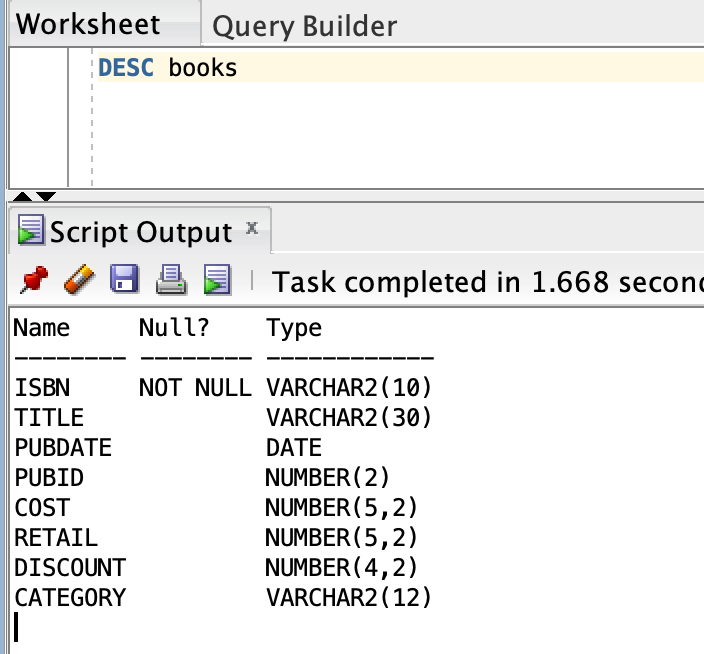 Worksheet Query Builder
DESC books
Script Output x
Task completed in 1.668
Name     Null?    Type
-------- -------- ------------
ISBN     NOT NULL VARCHAR2(10)
TITLE             VARCHAR2(30)
PUBDATE           DATE
PUBID             NUMBER(2)
COST              NUMBER(5,2)
RETAIL            NUMBER(5,2)
DISCOUNT          NUMBER(4,2)
CATEGORY          VARCHAR2(12)